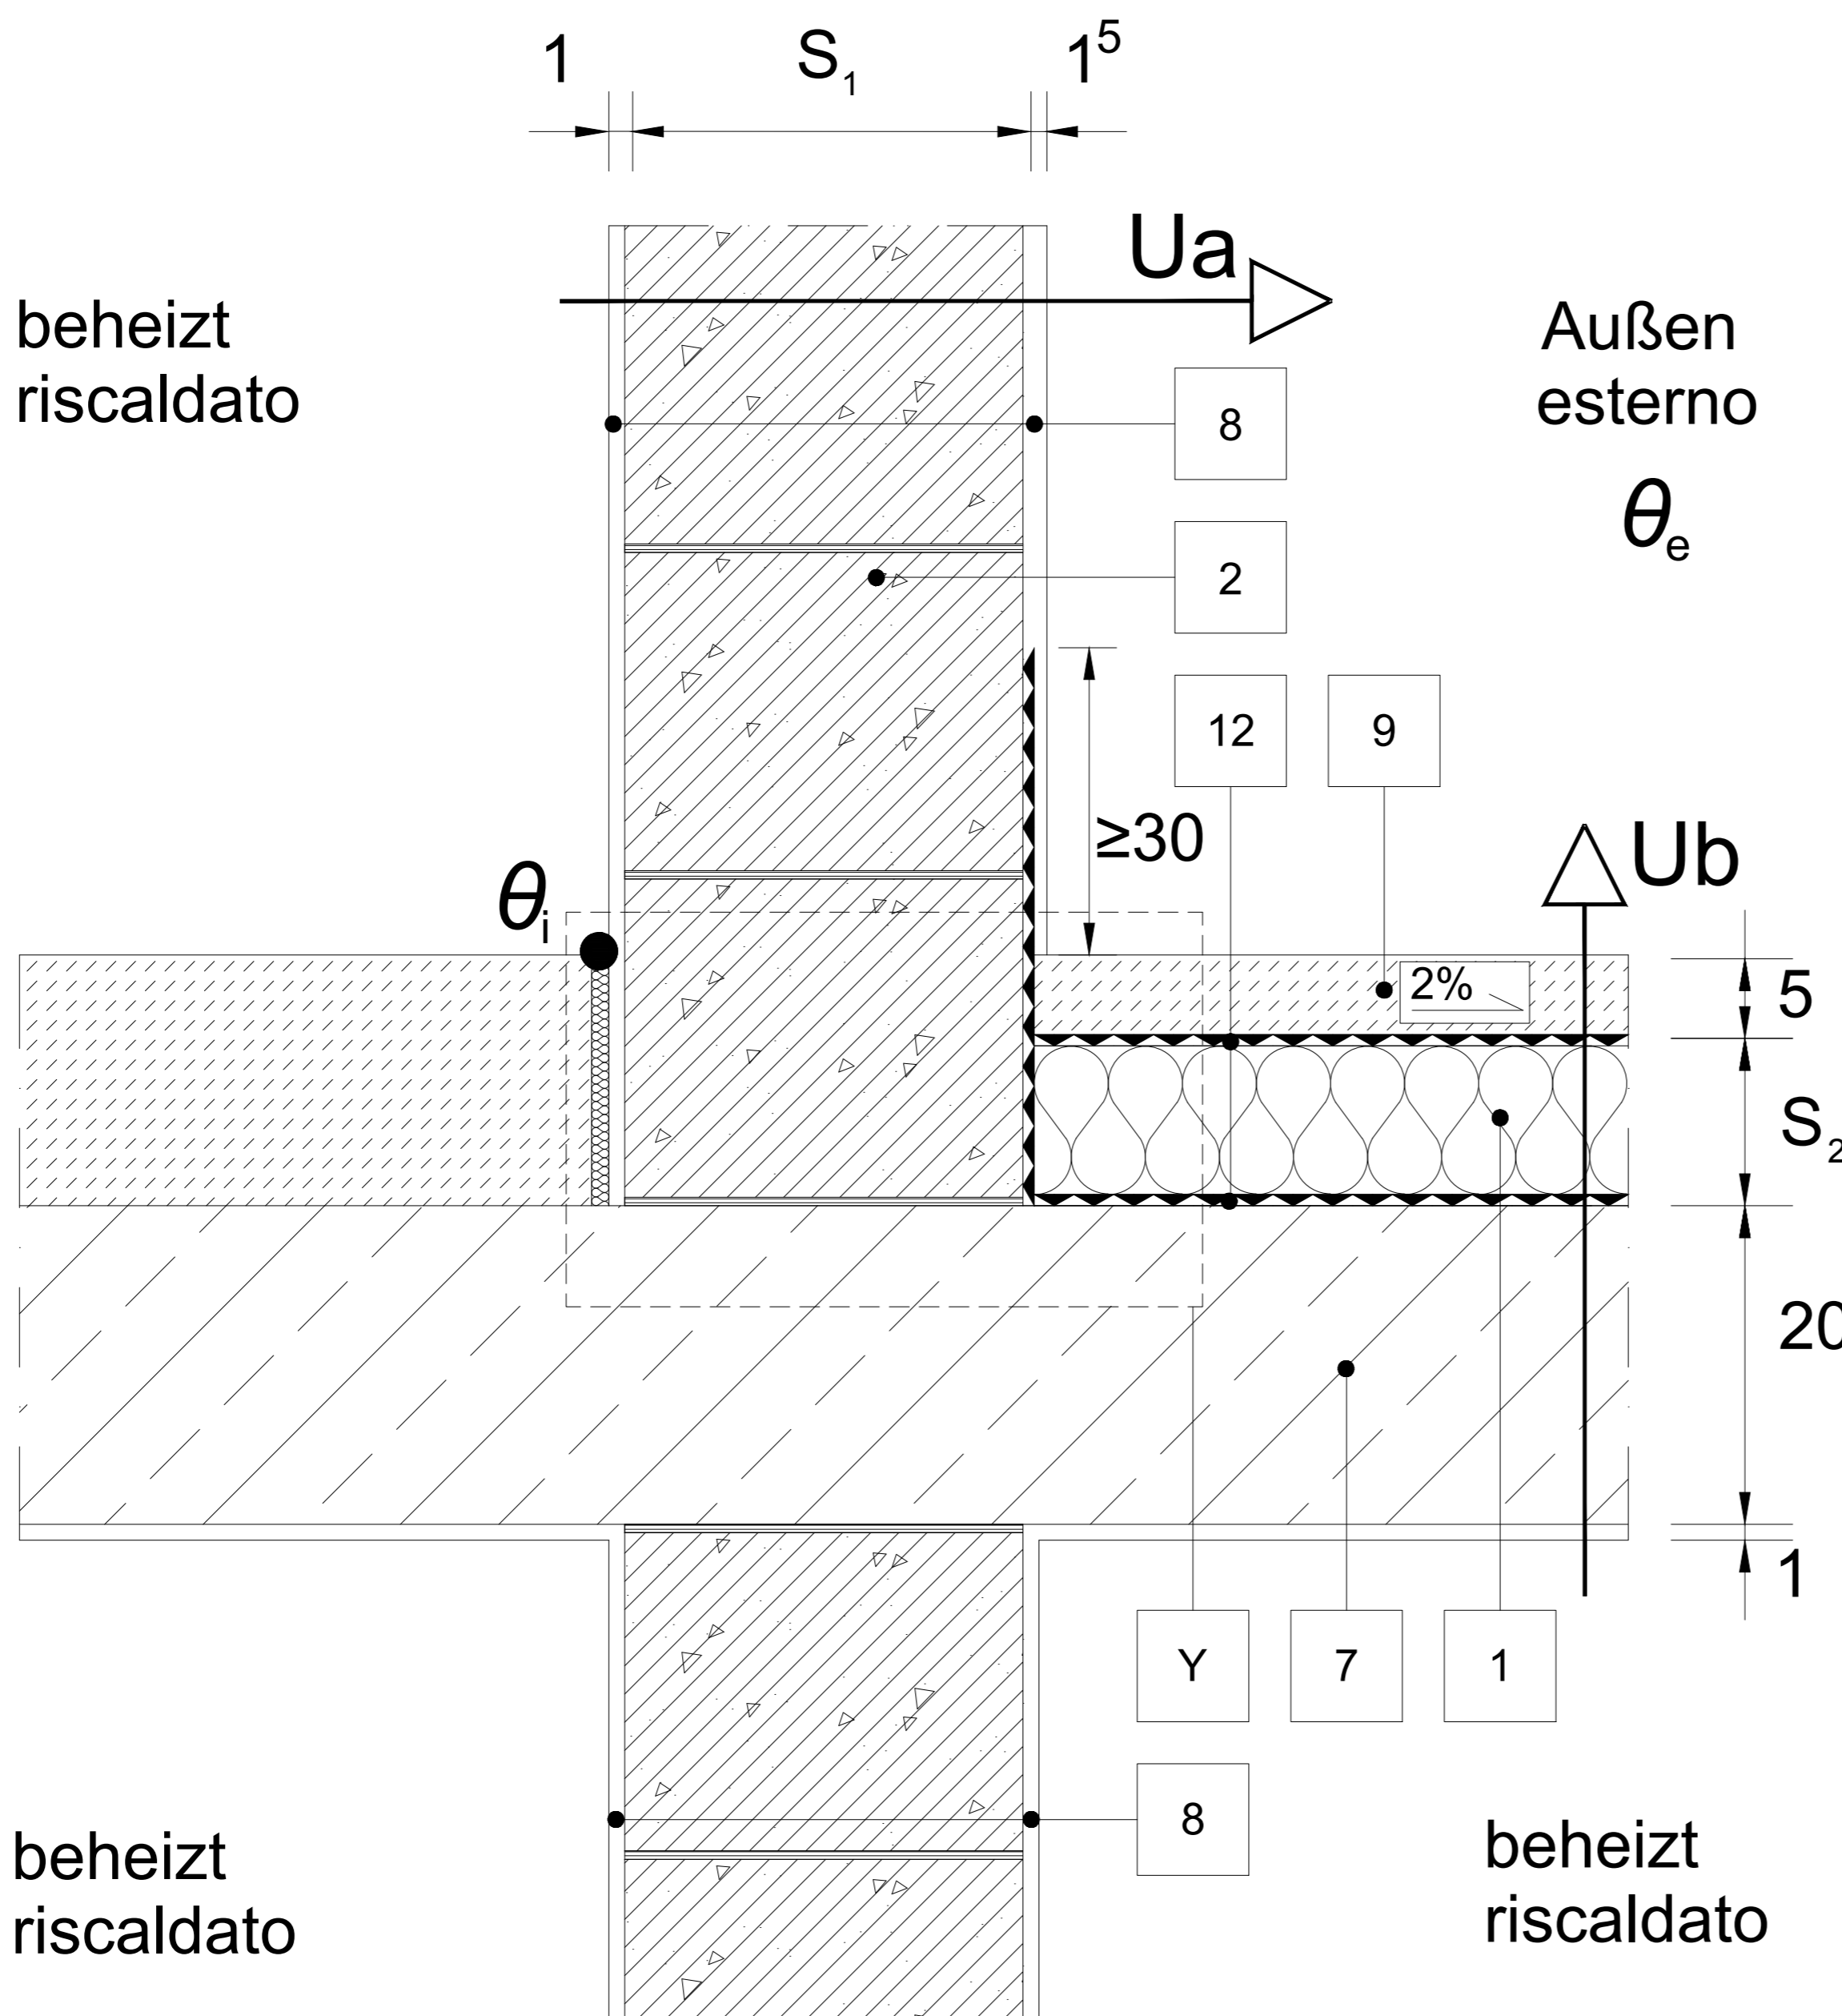 1
S₁
1⁵
Ua
beheizt
riscaldato
Außen
esterno
θe
8
2
12
9
≥30
Ub
θi
2%
5
S₂
20
1
Y
7
1
8
beheizt
riscaldato
beheizt
riscaldato